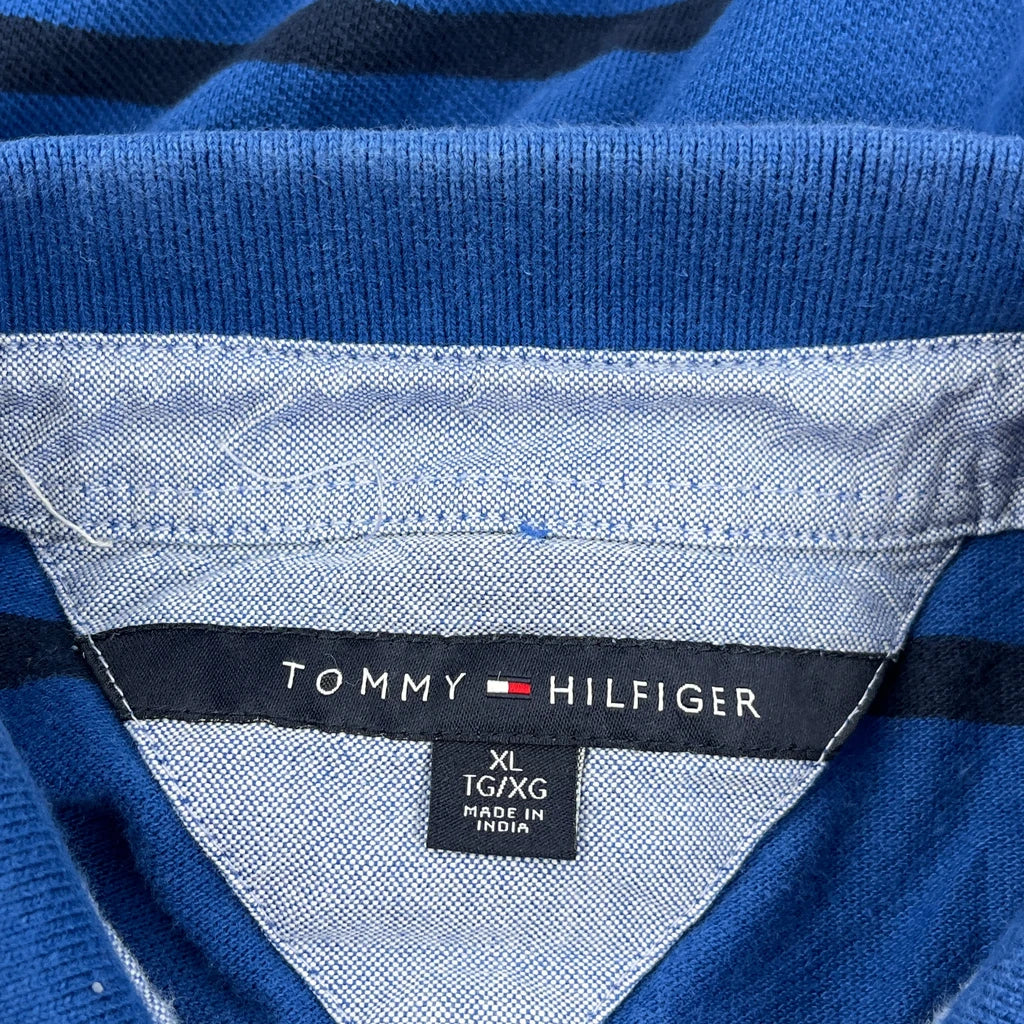 TOMMY HILFIGER
XL
TG/XG
MADE IN
INDIA